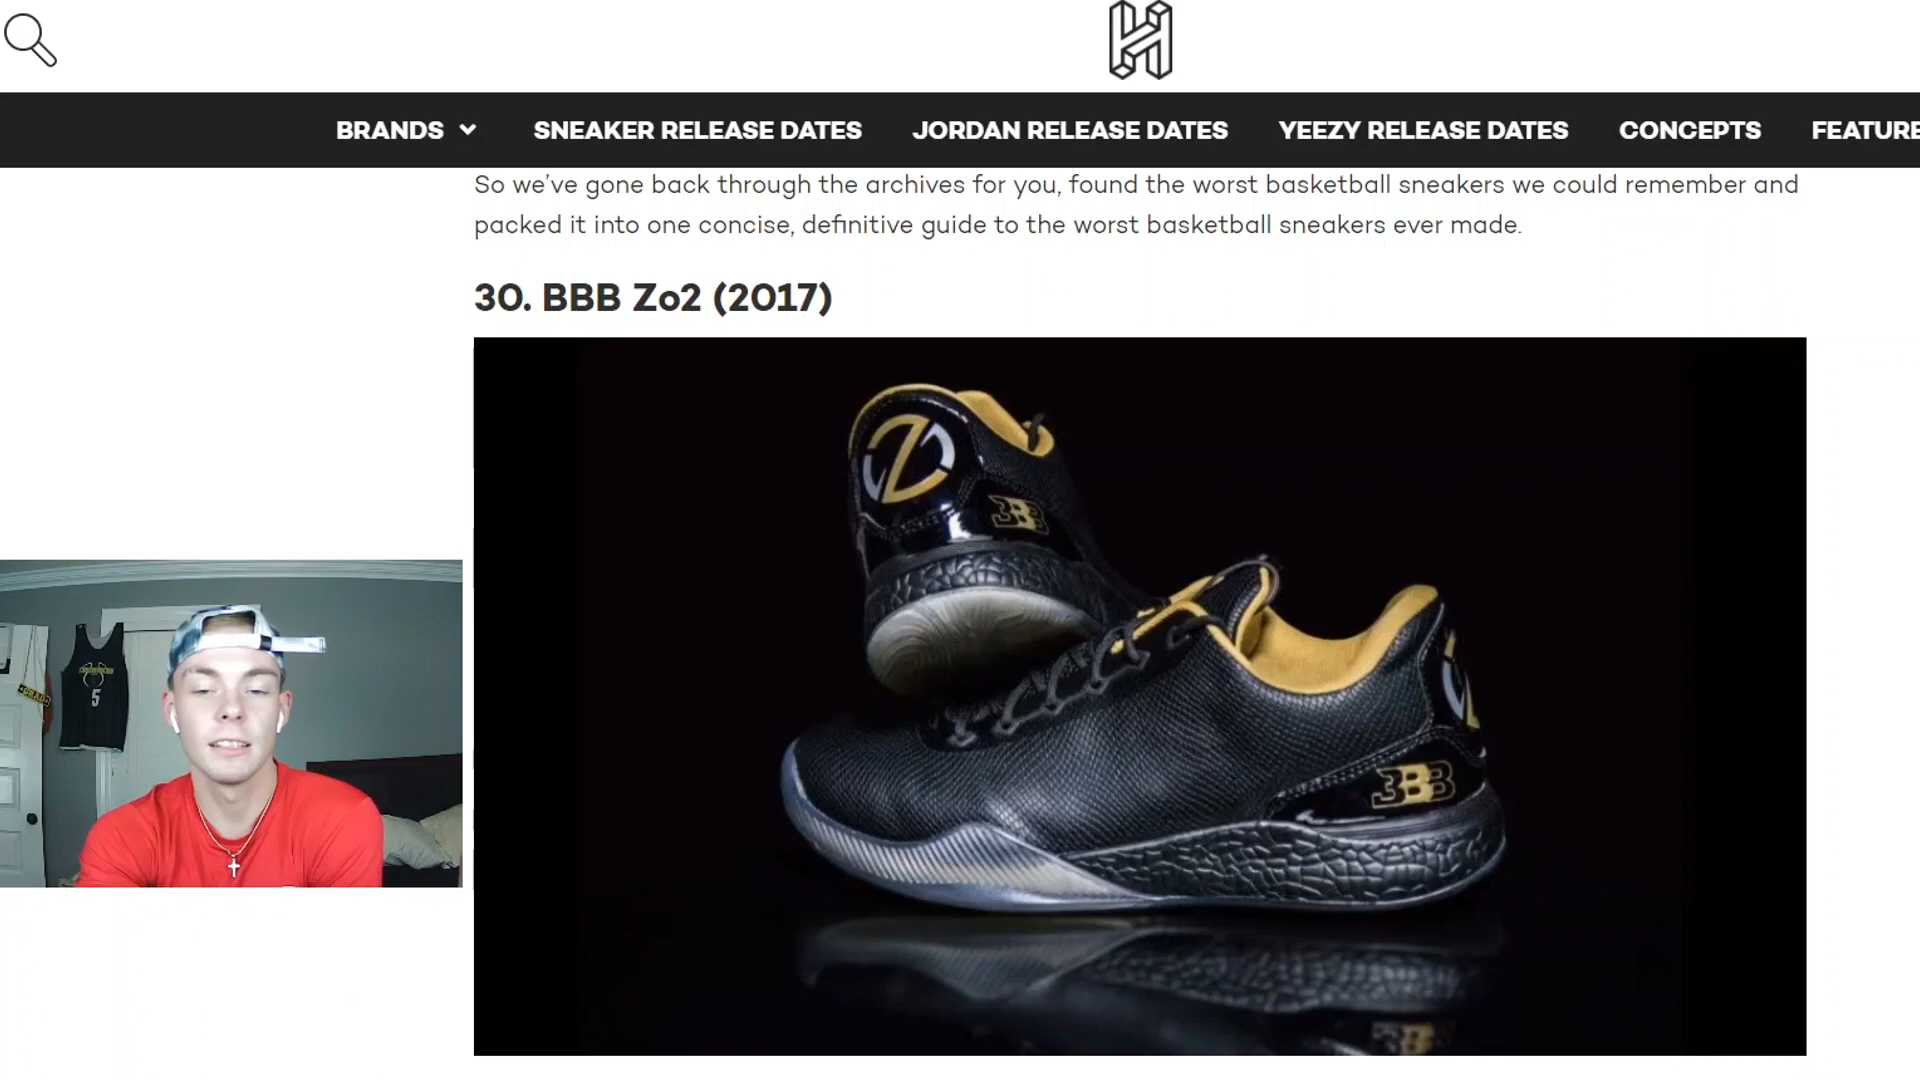 BRANDS SNEAKER RELEASE DATES JORDAN RELEASE DATES YEEZY RELEASE DATES CONCEPTS FEATURE
So we’ve gone back through the archives for you, found the worst basketball sneakers we could remember and
packed it into one concise, definitive guide to the worst basketball sneakers ever made.
30. BBB Zo2 (2017)
BBB
BBB
5